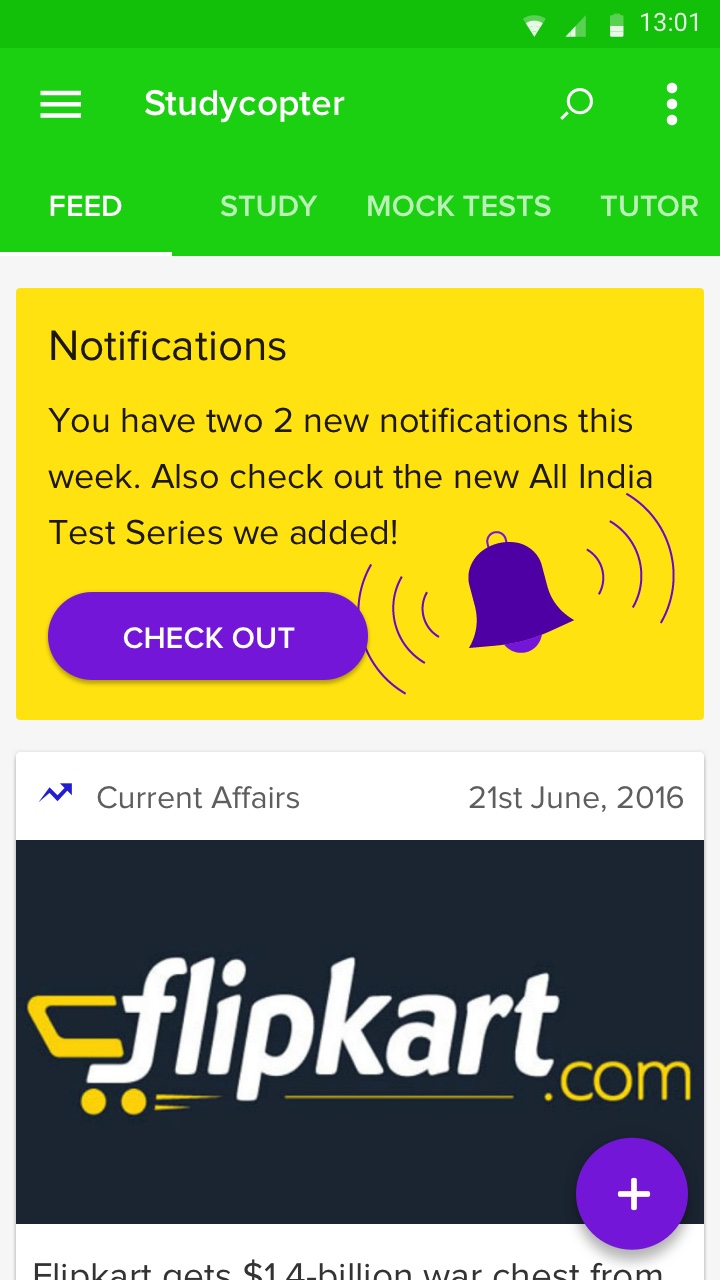 13:01
Studycopter
FEED STUDY MOCK TESTS TUTOR
Notifications
You have two 2 new notifications this
week. Also check out the new All India
Test Series we added!
CHECK OUT
Current Affairs 21st June, 2016
flipkart.com
Flipkart gets $1.4-billion war chest from